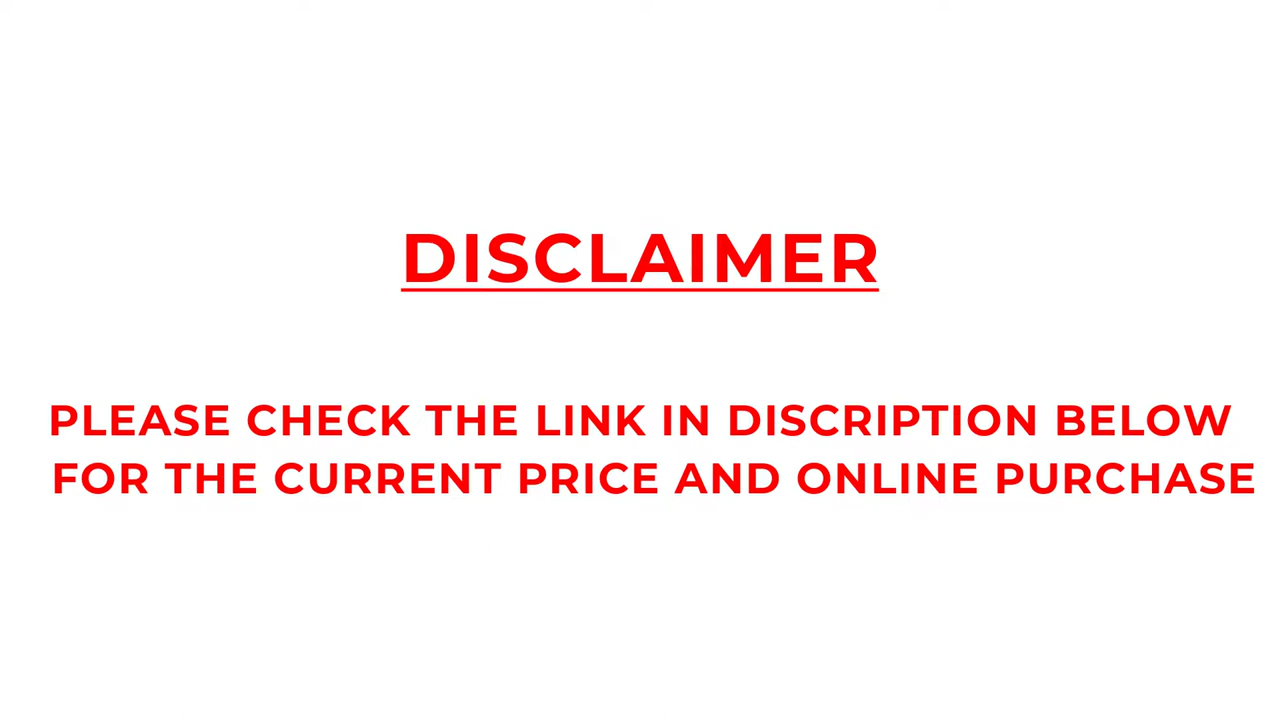 DISCLAIMER
PLEASE CHECK THE LINK IN DISCRIPTION BELOW
FOR THE CURRENT PRICE AND ONLINE PURCHASE